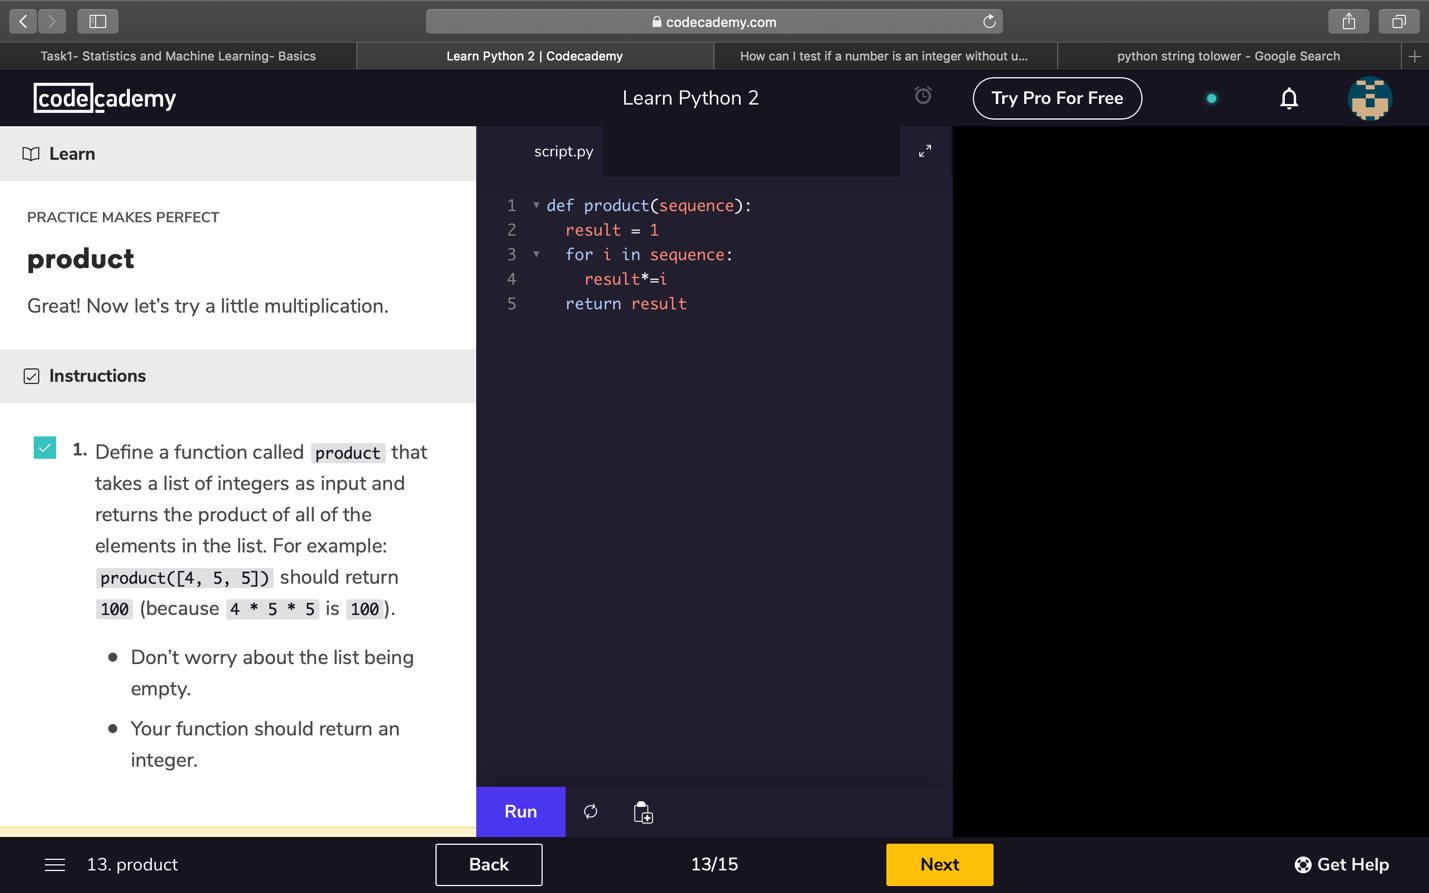 codecademy.com
Task1- Statistics and Machine Learning- Basics
Learn Python 2 | Codecademy
How can I test if a number is an integer without u...
python string tolower - Google Search
codecademy
Learn Python 2
Try Pro For Free
Learn
script.py
PRACTICE MAKES PERFECT
product
Great! Now let's try a little multiplication.
Instructions
1. Define a function called product that
takes a list of integers as input and
returns the product of all of the
elements in the list. For example:
product([4, 5, 5]) should return
100 (because 4 * 5 * 5 is 100).
Don't worry about the list being
empty.
Your function should return an
integer.
1 def product(sequence):
2   result = 1
3   for i in sequence:
4     result*=i
5   return result
Run
13. product
Back
13/15
Next
Get Help